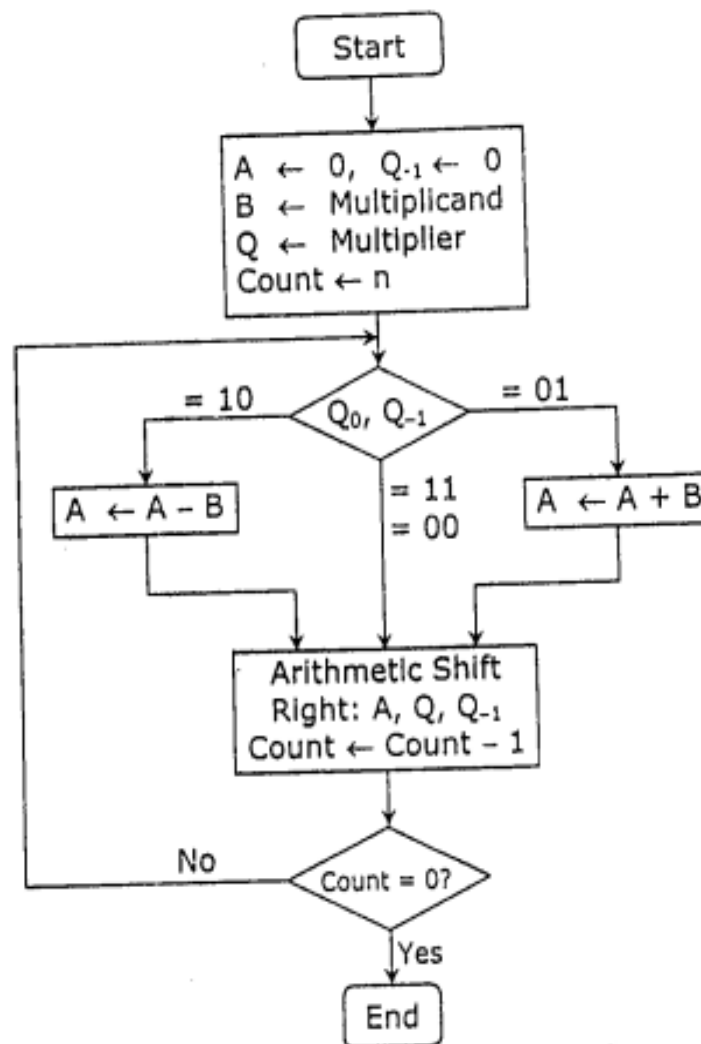 Start
A ← 0, Q₋₁ ← 0
B ← Multiplicand
Q ← Multiplier
Count ← n
= 10
Q₀, Q₋₁
= 01
A ← A − B
= 11
= 00
A ← A + B
Arithmetic Shift
Right: A, Q, Q₋₁
Count ← Count − 1
No
Count = 0?
Yes
End